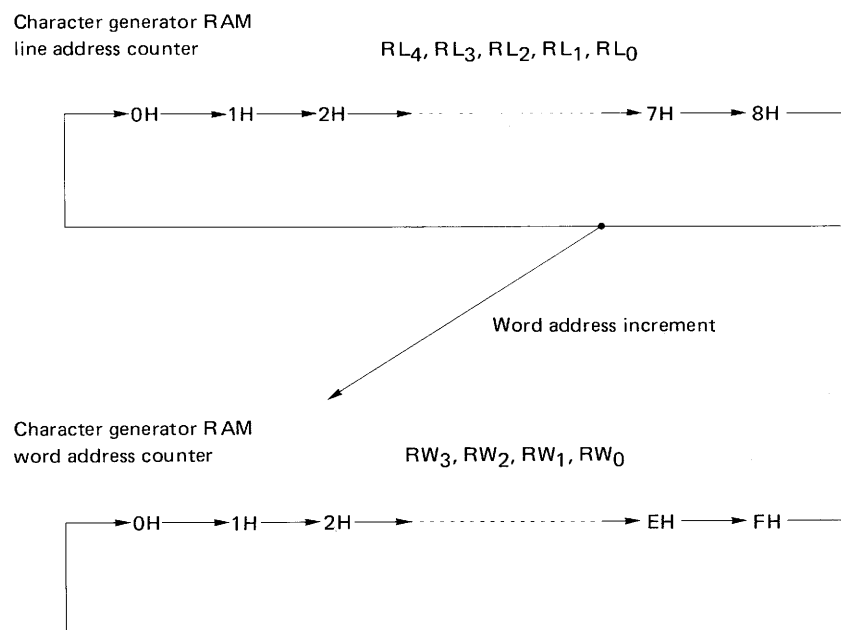 Character generator RAM
line address counter RL4, RL3, RL2, RL1, RL0
0H 1H 2H 7H 8H
Word address increment
Character generator RAM
word address counter RW3, RW2, RW1, RW0
0H 1H 2H EH FH